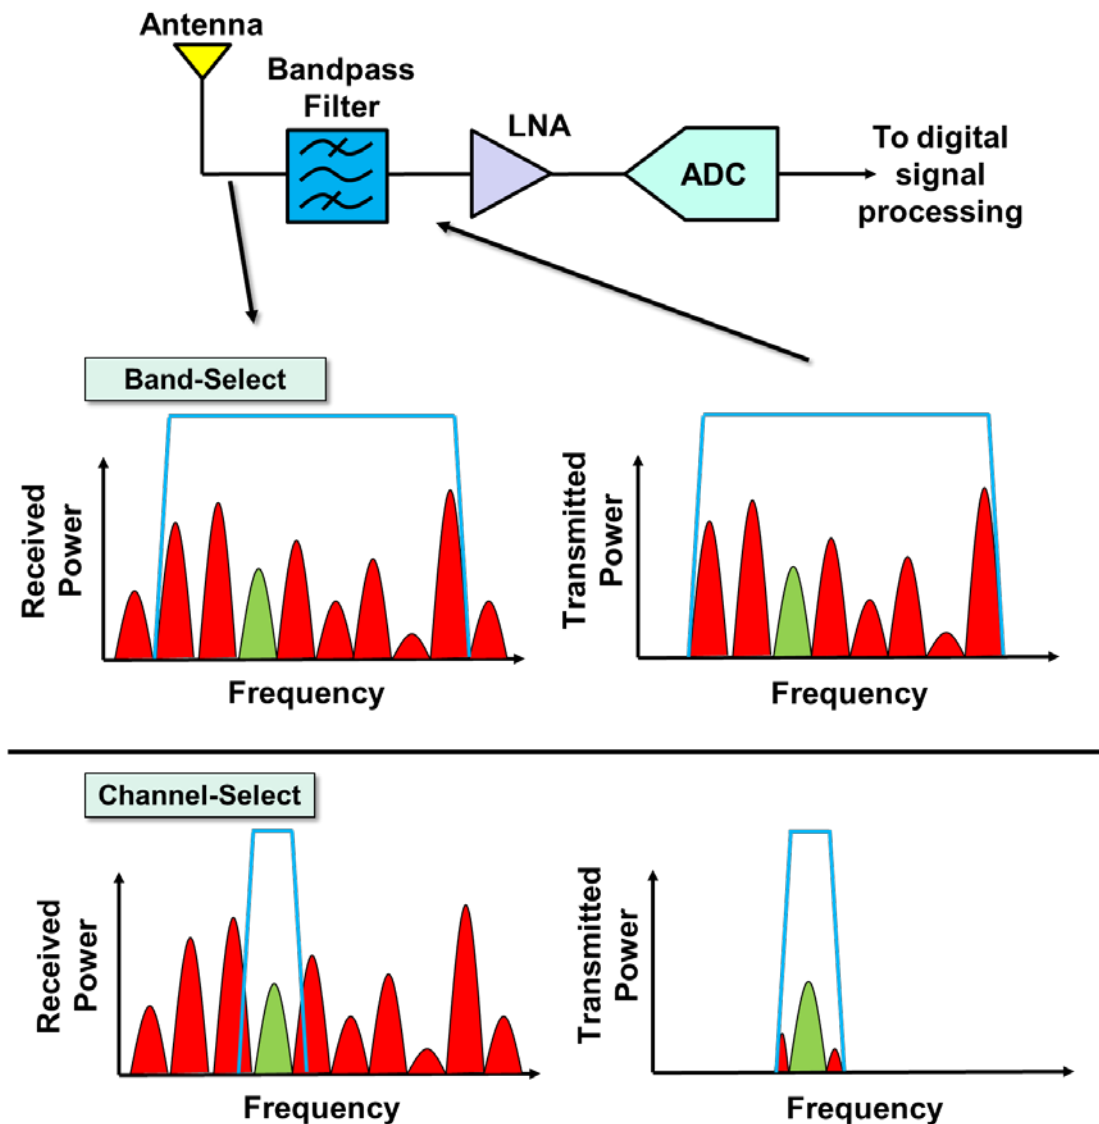 Antenna
Bandpass
Filter
LNA
ADC
To digital
signal
processing
Band-Select
Received
Power
Frequency
Transmitted
Power
Frequency
Channel-Select
Received
Power
Frequency
Transmitted
Power
Frequency